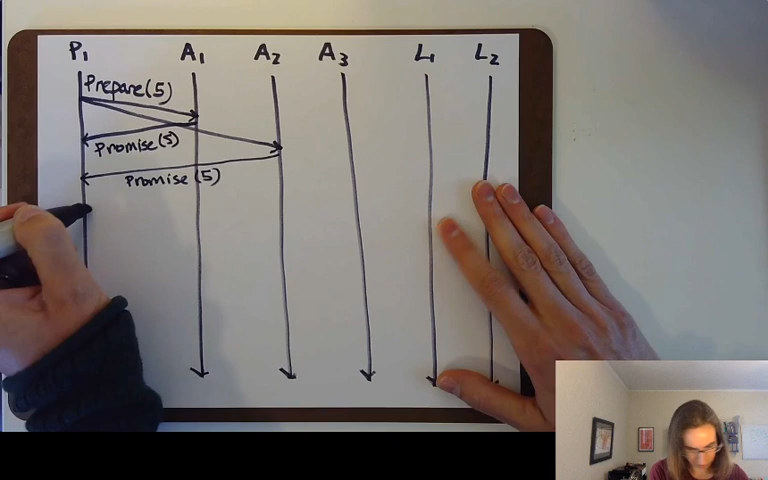 P1 A1 A2 A3 L1 L2
Prepare(5)
Promise(5)
Promise(5)